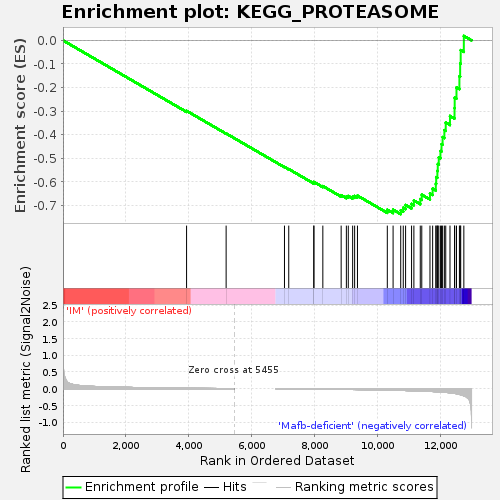 Enrichment plot: KEGG_PROTEASOME
Enrichment score (ES)
0.0
-0.1
-0.2
-0.3
-0.4
-0.5
-0.6
-0.7
'IM' (positively correlated)
Ranked list metric (Signal2Noise)
2.5
2.0
1.5
1.0
0.5
0.0
-0.5
-1.0
Zero cross at 5455
'Mafb-deficient' (negatively correlated)
0
2,000
4,000
6,000
8,000
10,000
12,000
Rank in Ordered Dataset
Enrichment profile
Hits
Ranking metric scores